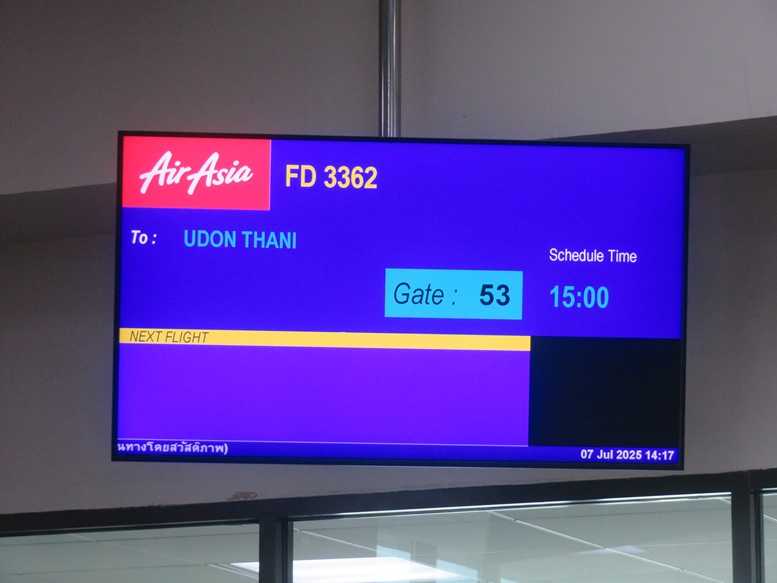 AirAsia
FD 3362
To :
UDON THANI
Schedule Time
Gate : 53
15:00
NEXT FLIGHT
นทางโดยสวัสดิภาพ)
07 Jul 2025 14:17